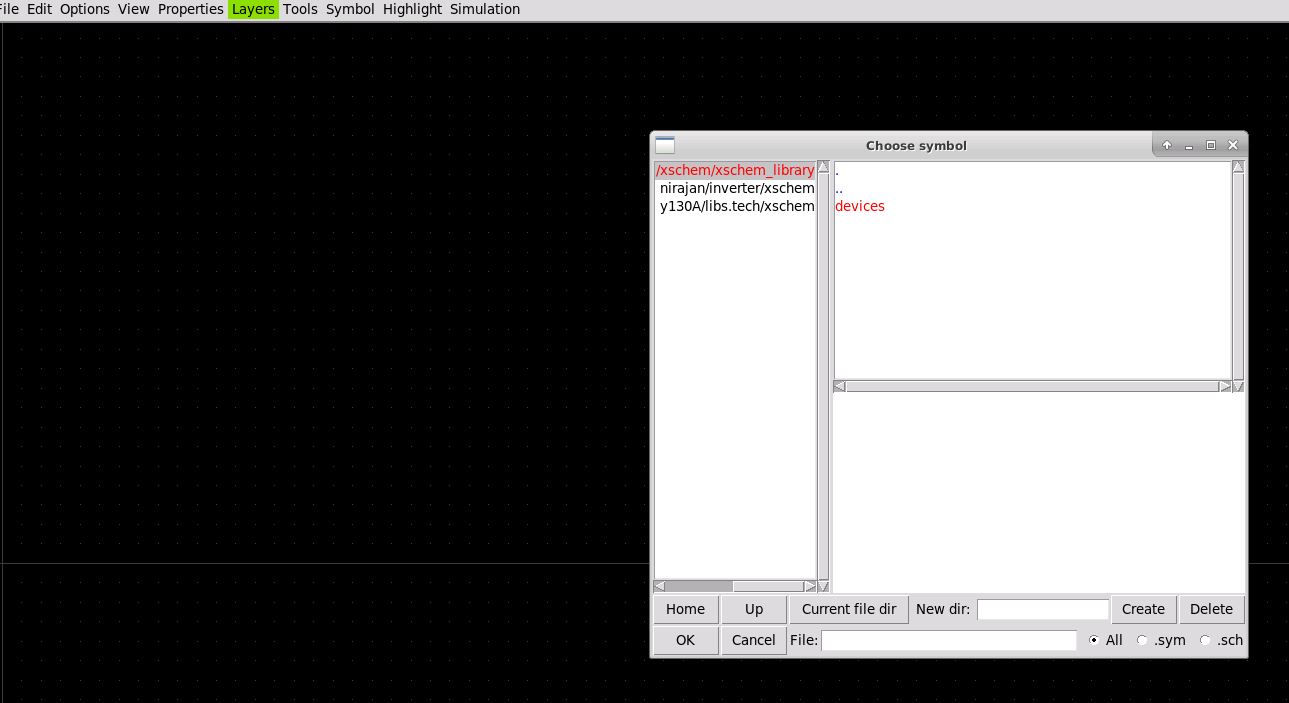 File Edit Options View Properties Layers Tools Symbol Highlight Simulation
Choose symbol
/xschem/xschem_library
nirajan/inverter/xschem
y130A/libs.tech/xschem
.
..
devices
Home Up Current file dir New dir: Create Delete
OK Cancel File: All .sym .sch